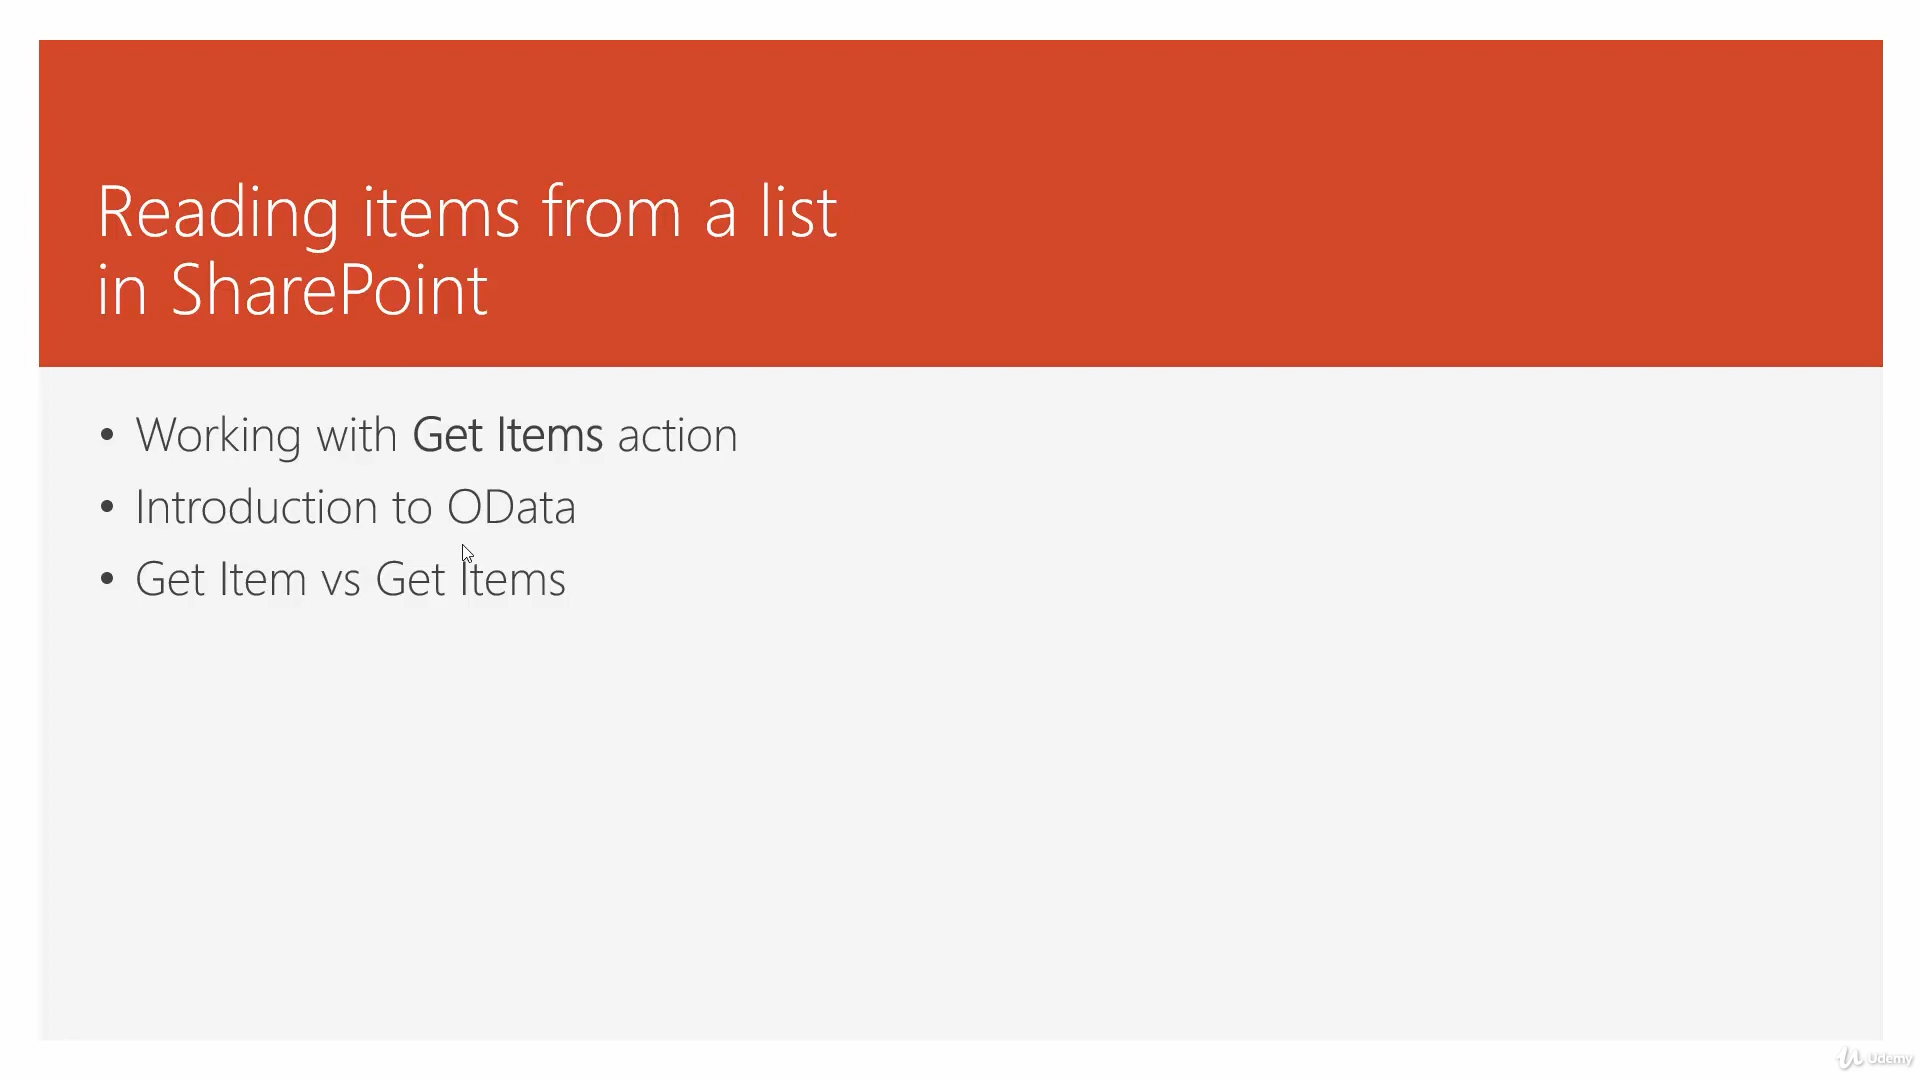 Reading items from a list
in SharePoint
• Working with Get Items action
• Introduction to OData
• Get Item vs Get Items
Udemy